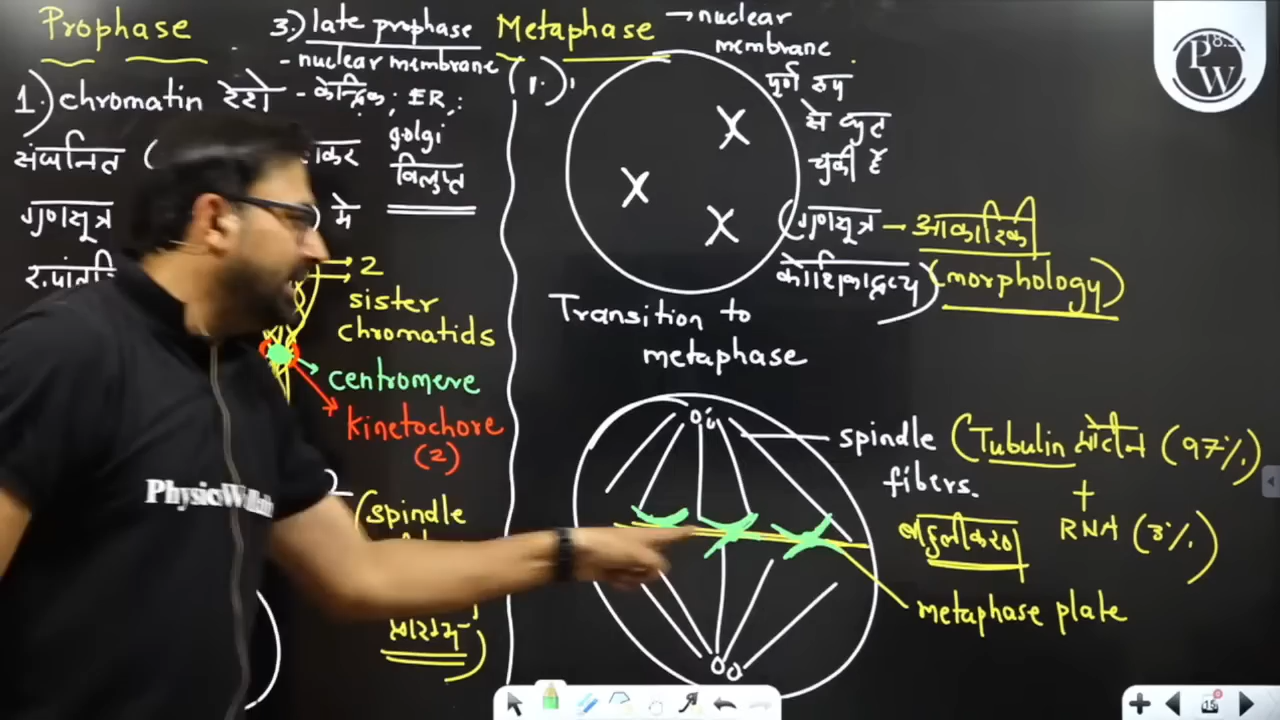 Prophase
1.) chromatin रेशे
संघनित (
गुणसूत्र
में
3.) late prophase
- nuclear membrane
केन्द्रिक, ER,
golgi
विलुप्त
2
sister
chromatids
centromere
kinetochore
(2)
(spindle
Metaphase
→ nuclear
membrane
(1.)
पूर्ण रूप
चुकी है
(गुणसूत्र - आकारिकी
कोशिकाद्रव्य) (morphology)
Transition to
metaphase
spindle (Tubulin प्रोटीन (97%)
fibers.
+
RNA (3%)
metaphase plate
PW